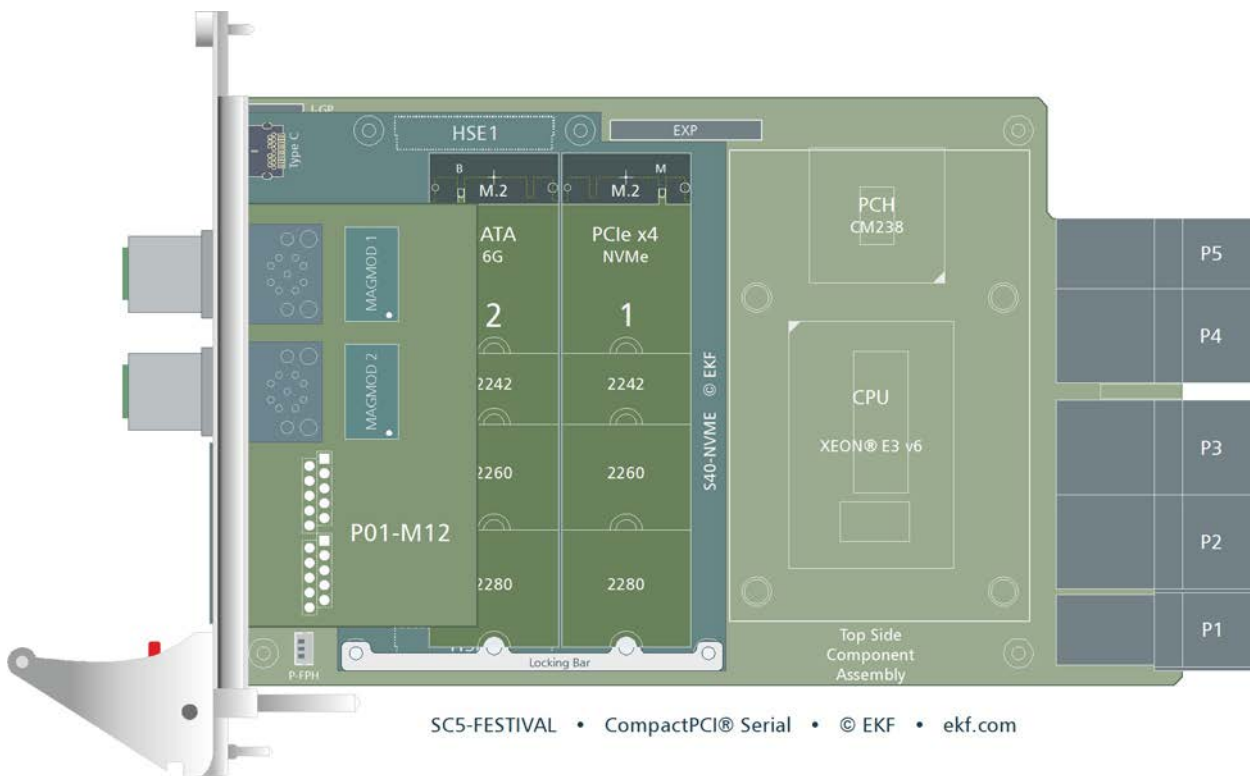 J-GP
Type C
HSE1
EXP
B
M.2
M
M.2
ATA
6G
2
2242
2260
2280
PCIe x4
NVMe
1
2242
2260
2280
MAGMOD 1
MAGMOD 2
P01-M12
P-FPH
Locking Bar
S40-NVME © EKF
PCH
CM238
CPU
XEON® E3 v6
Top Side
Component
Assembly
P5
P4
P3
P2
P1
SC5-FESTIVAL • CompactPCI® Serial • © EKF • ekf.com